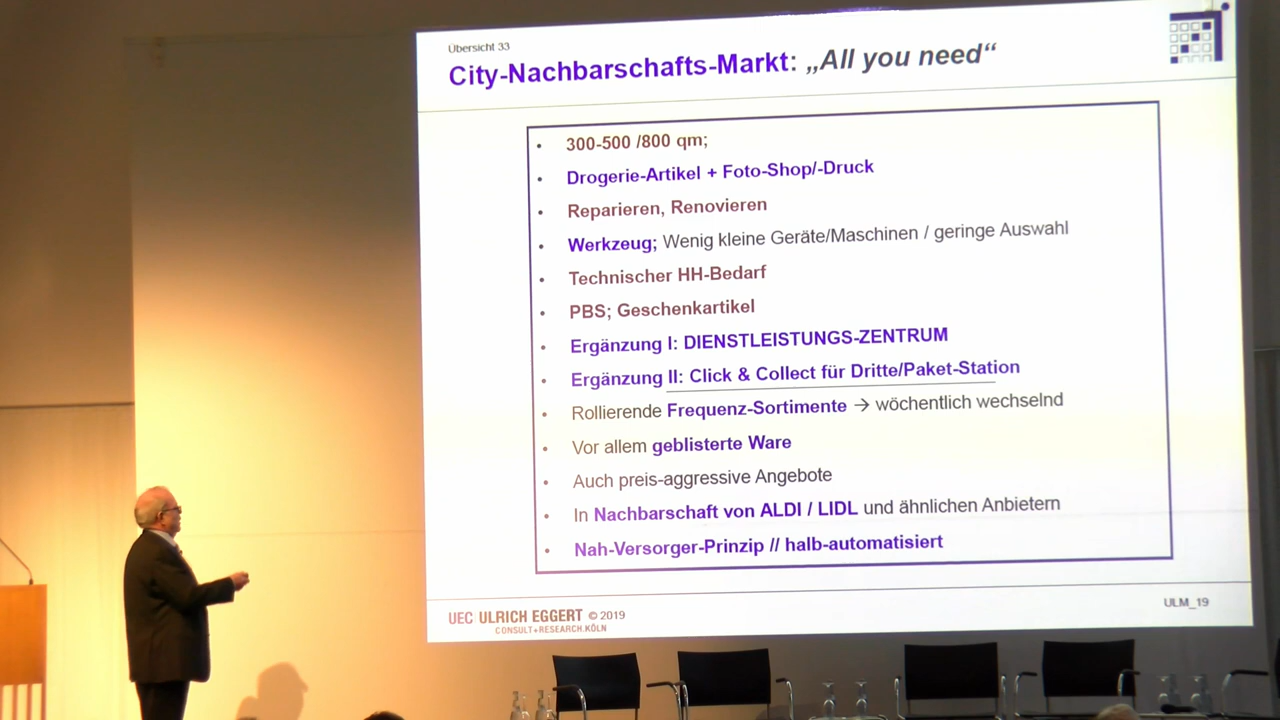 Übersicht 33
City-Nachbarschafts-Markt: „All you need“
• 300-500 /800 qm;
• Drogerie-Artikel + Foto-Shop/-Druck
• Reparieren, Renovieren
• Werkzeug; Wenig kleine Geräte/Maschinen / geringe Auswahl
• Technischer HH-Bedarf
• PBS; Geschenkartikel
• Ergänzung I: DIENSTLEISTUNGS-ZENTRUM
• Ergänzung II: Click & Collect für Dritte/Paket-Station
• Rollierende Frequenz-Sortimente → wöchentlich wechselnd
• Vor allem geblisterte Ware
• Auch preis-aggressive Angebote
• In Nachbarschaft von ALDI / LIDL und ähnlichen Anbietern
• Nah-Versorger-Prinzip // halb-automatisiert
UEC ULRICH EGGERT © 2019
CONSULT+RESEARCH.KÖLN
ULM_19